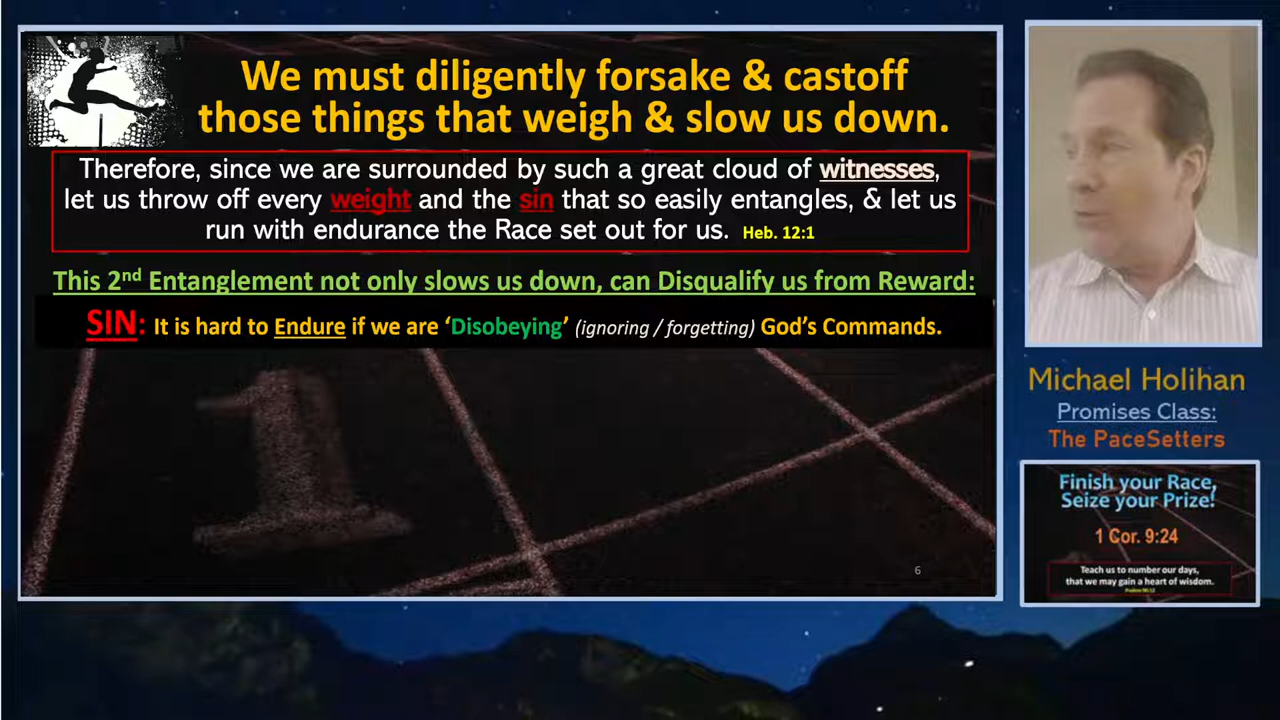 We must diligently forsake & castoff
those things that weigh & slow us down.
Therefore, since we are surrounded by such a great cloud of witnesses,
let us throw off every weight and the sin that so easily entangles, & let us
run with endurance the Race set out for us. Heb. 12:1
This 2nd Entanglement not only slows us down, can Disqualify us from Reward:
SIN: It is hard to Endure if we are ‘Disobeying’ (ignoring / forgetting) God’s Commands.
1
6
Michael Holihan
Promises Class:
The PaceSetters
Finish your Race,
Seize your Prize!
1 Cor. 9:24
Teach us to number our days,
that we may gain a heart of wisdom.
Psalm 90:12